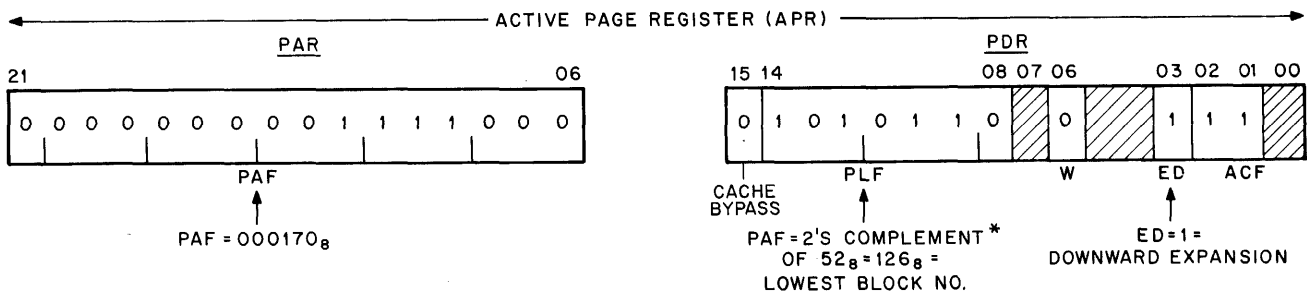 ACTIVE PAGE REGISTER (APR)
PAR
PDR
21 06
15 14 08 07 06 03 02 01 00
0 0 0 0 0 0 0 0 0 1 1 1 1 0 0 0
0 1 0 1 0 1 1 0 0 1 1 1
PAF
CACHE BYPASS
PLF
W
ED
ACF
PAF=000170₈
PAF=2'S COMPLEMENT*
OF 52₈=126₈=
LOWEST BLOCK NO.
ED=1=
DOWNWARD EXPANSION